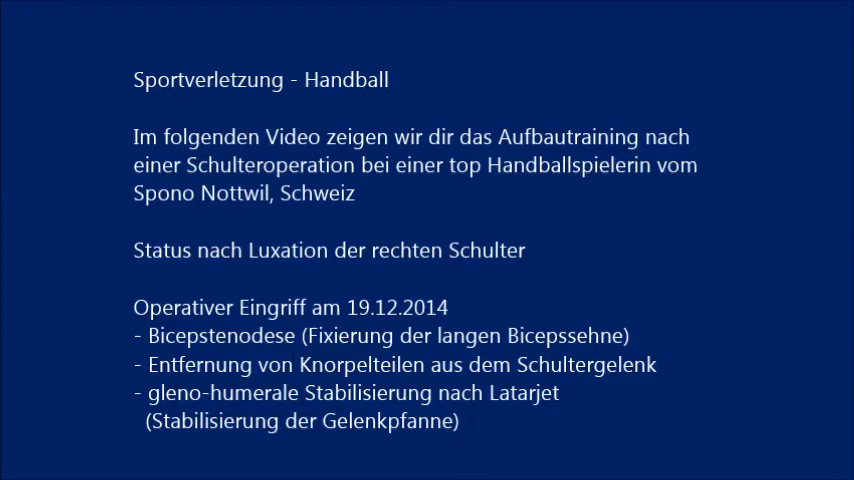 Sportverletzung - Handball
Im folgenden Video zeigen wir dir das Aufbautraining nach
einer Schulteroperation bei einer top Handballspielerin vom
Spono Nottwil, Schweiz
Status nach Luxation der rechten Schulter
Operativer Eingriff am 19.12.2014
- Bicepstenodese (Fixierung der langen Bicepssehne)
- Entfernung von Knorpelteilen aus dem Schultergelenk
- gleno-humerale Stabilisierung nach Latarjet
(Stabilisierung der Gelenkpfanne)